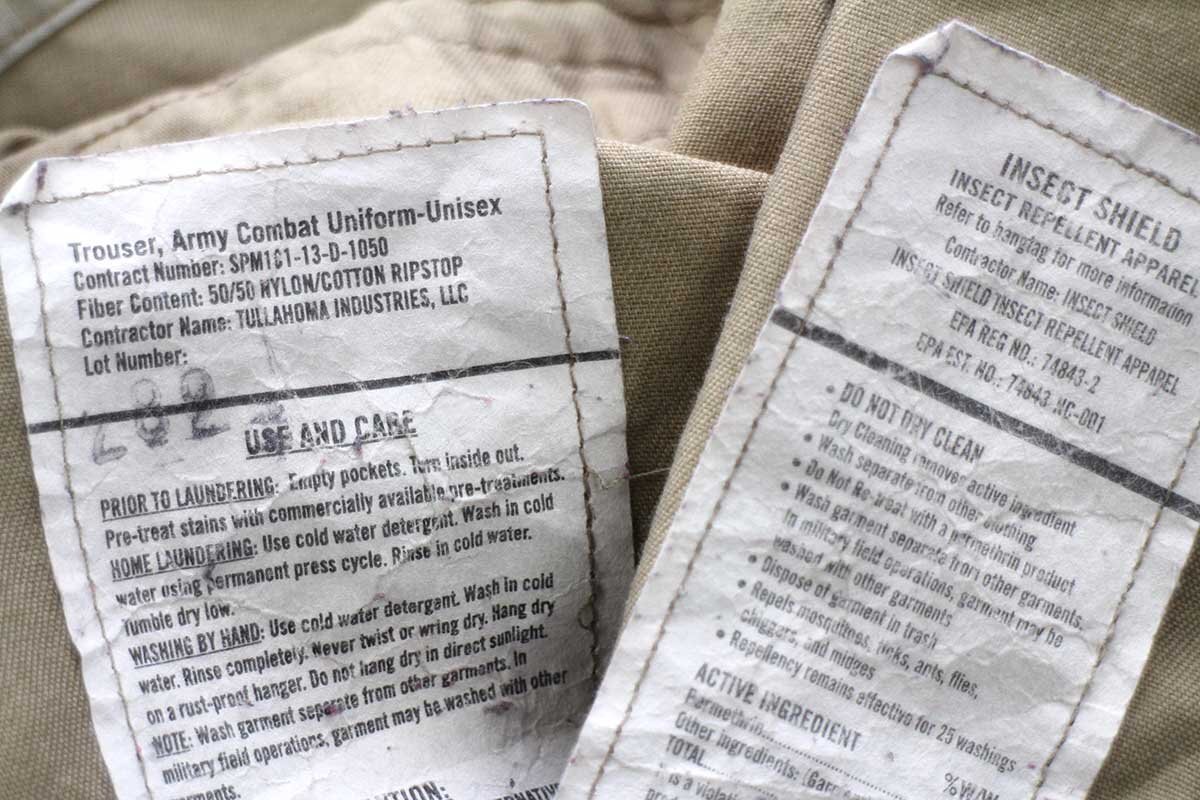 Trouser, Army Combat Uniform-Unisex
Contract Number: SPM1C1-13-D-1050
Fiber Content: 50/50 NYLON/COTTON RIPSTOP
Contractor Name: TULLAHOMA INDUSTRIES, LLC
Lot Number:
USE AND CARE
PRIOR TO LAUNDERING: Empty pockets. Turn inside out.
Pre-treat stains with commercially available pre-treatments.
HOME LAUNDERING: Use cold water detergent. Wash in cold
water using permanent press cycle. Rinse in cold water.
Tumble dry low.
WASHING BY HAND: Use cold water detergent. Wash in cold
water. Rinse completely. Never twist or wring dry. Hang dry
on a rust-proof hanger. Do not hang dry in direct sunlight.
NOTE: Wash garment separate from other garments. In
military field operations, garment may be washed with other
garments.
INSECT SHIELD
INSECT REPELLENT APPAREL
Refer to hangtag for more information
Contractor Name: INSECT SHIELD
INSECT SHIELD INSECT REPELLENT APPAREL
EPA REG NO.: 74843-2
EPA EST. NO.: 74843-NC-001
• DO NOT DRY CLEAN
Dry Cleaning removes active ingredient
• Wash separate from other clothing
• Do Not Re-treat with a permethrin product
• Wash garment separate from other garments.
In military field operations, garment may be
washed with other garments
• Dispose of garment in trash
• Repels mosquitoes, ticks, ants, flies,
chiggers, and midges
• Repellency remains effective for 25 washings
ACTIVE INGREDIENT
Permethrin
Other ingredients:
%W/W
TOTAL
is a violation